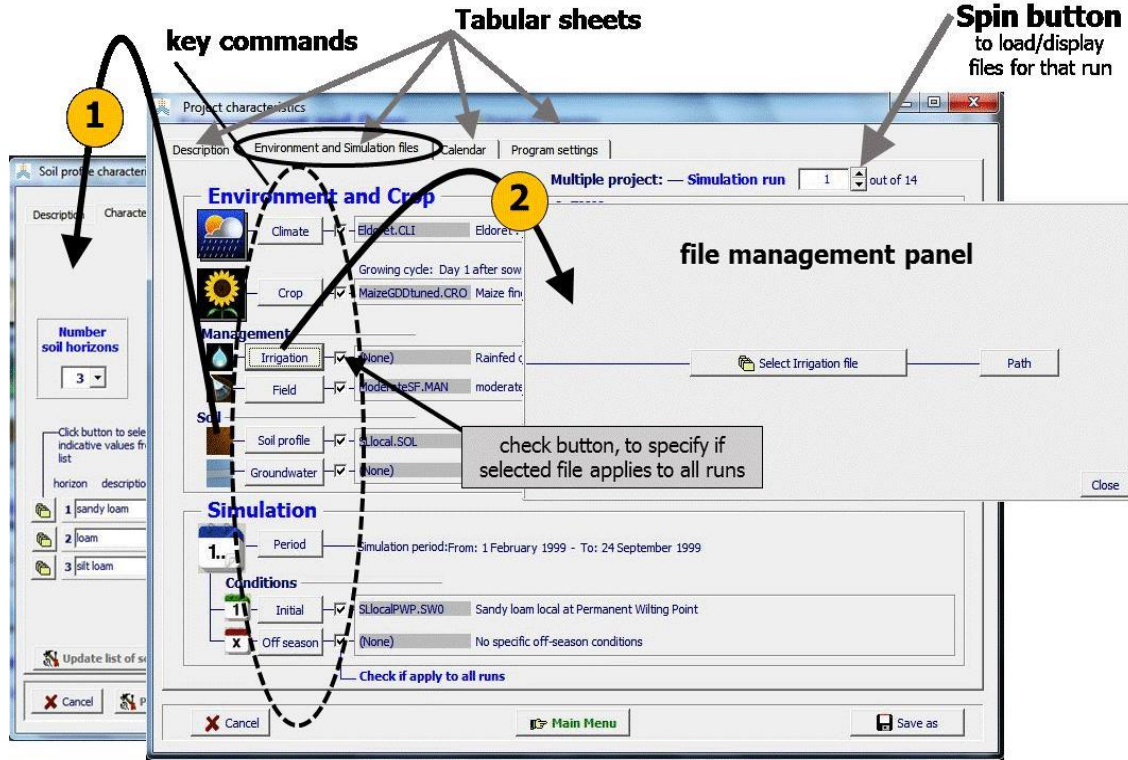 Tabular sheets
Spin button
to load/display
files for that run
key commands
1
Project characteristics
Description
Environment and Simulation files
Calendar
Program settings
Multiple project: — Simulation run 1 out of 14
Environment and Crop
2
Climate
Eldoret.CLI
Eldoret
Growing cycle: Day 1 after sow
Crop
MaizeGDDtuned.CRO
Maize fin
Management
Irrigation
(None)
Rainfed
Field
ModerateSF.MAN
moderate
Soil
Soil profile
SLlocal.SOL
Groundwater
(None)
file management panel
Select Irrigation file
Path
Close
check button, to specify if
selected file applies to all runs
Simulation
1..
Period
Simulation period:From: 1 February 1999 - To: 24 September 1999
Conditions
1
Initial
SLlocalPWP.SW0
Sandy loam local at Permanent Wilting Point
X
Off season
(None)
No specific off-season conditions
Check if apply to all runs
Cancel
Main Menu
Save as
Soil profile characteri
Description
Characte
Number
soil horizons
3
Click button to sele
indicative values fr
list
horizon descriptio
1 sandy loam
2 loam
3 silt loam
Update list of so
Cancel
P